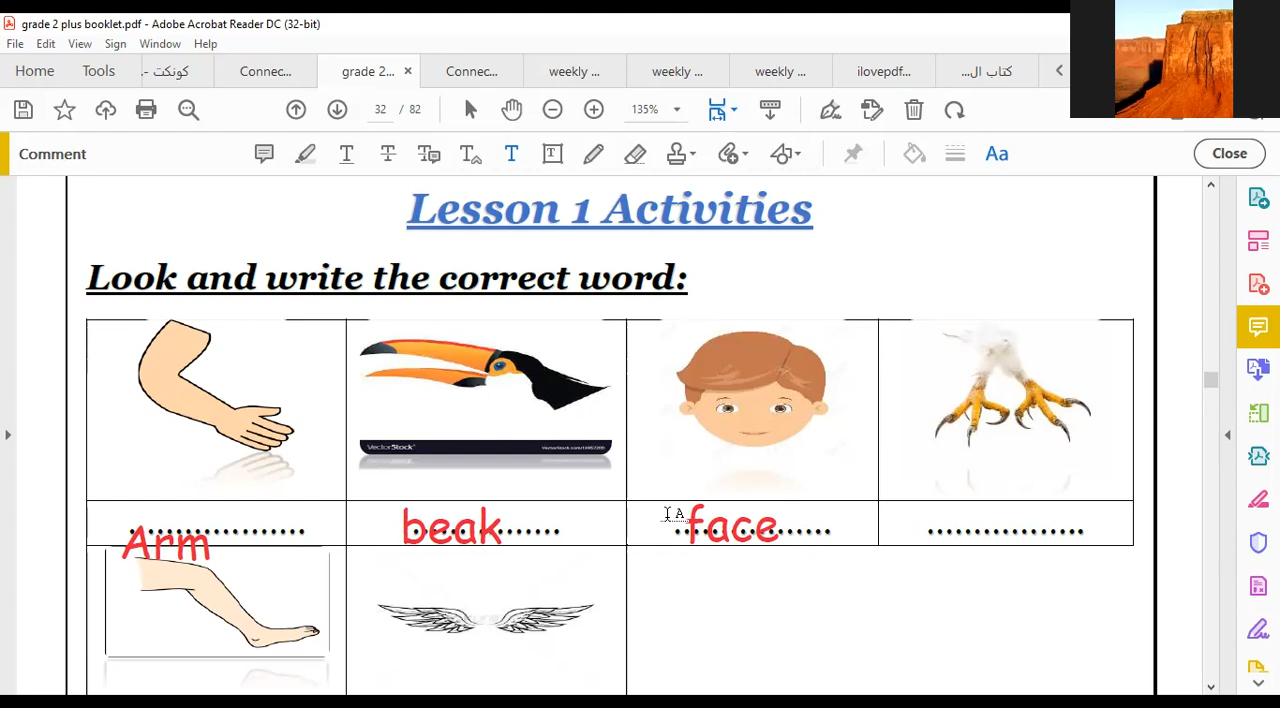 grade 2 plus booklet.pdf - Adobe Acrobat Reader DC (32-bit)
File Edit View Sign Window Help
Home Tools كونكت -. Connec... grade 2... × Connec... weekly ... weekly ... weekly ... ilovepdf... كتاب ال...
32 / 82 135%
Comment Aa Close
Lesson 1 Activities
Look and write the correct word:
VectorStock®
Arm beak face